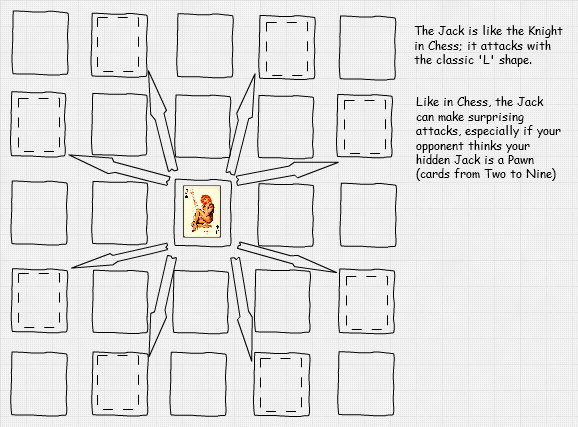 The Jack is like the Knight
in Chess; it attacks with
the classic 'L' shape.
Like in Chess, the Jack
can make surprising
attacks, especially if your
opponent thinks your
hidden Jack is a Pawn
(cards from Two to Nine)